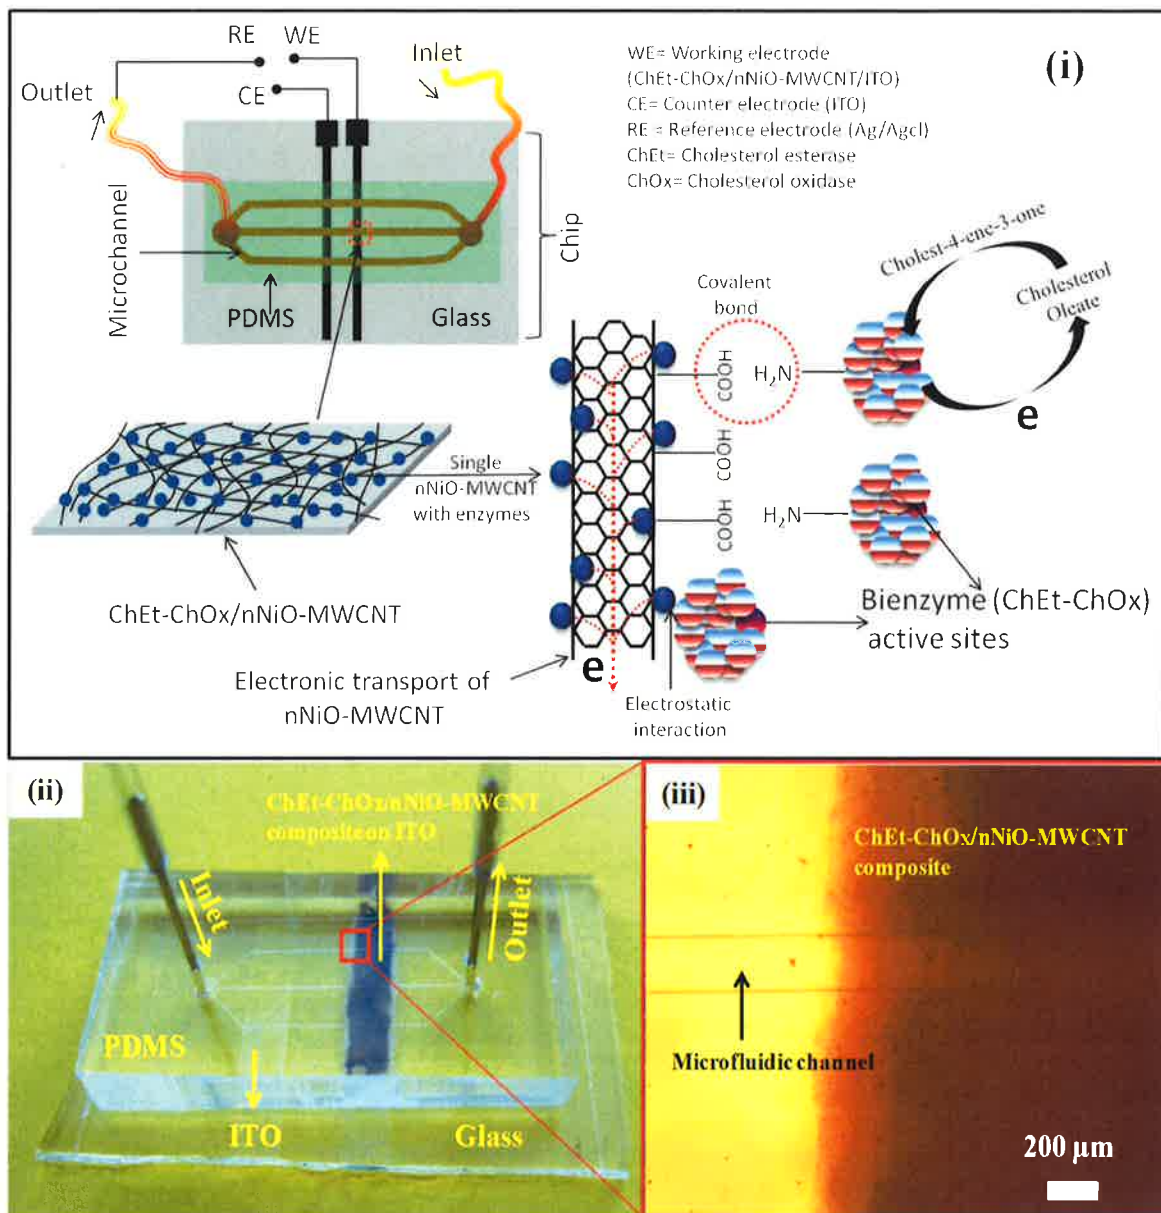 (i)
RE
WE
Inlet
Outlet
CE
WE= Working electrode
(ChEt-ChOx/nNiO-MWCNT/ITO)
CE= Counter electrode (ITO)
RE = Reference electrode (Ag/Agcl)
ChEt= Cholesterol esterase
ChOx= Cholesterol oxidase
Microchannel
PDMS
Glass
Chip
Covalent
bond
Cholest-4-ene-3-one
Cholesterol
Oleate
COOH
H2N
e
COOH
COOH
H2N
Single
nNiO-MWCNT
with enzymes
ChEt-ChOx/nNiO-MWCNT
Bienzyme (ChEt-ChOx)
active sites
Electronic transport of
nNiO-MWCNT
e
Electrostatic
interaction
(ii)
ChEt-ChOx/nNiO-MWCNT
composite on ITO
Inlet
Outlet
PDMS
ITO
Glass
(iii)
ChEt-ChOx/nNiO-MWCNT
composite
Microfluidic channel
200 µm